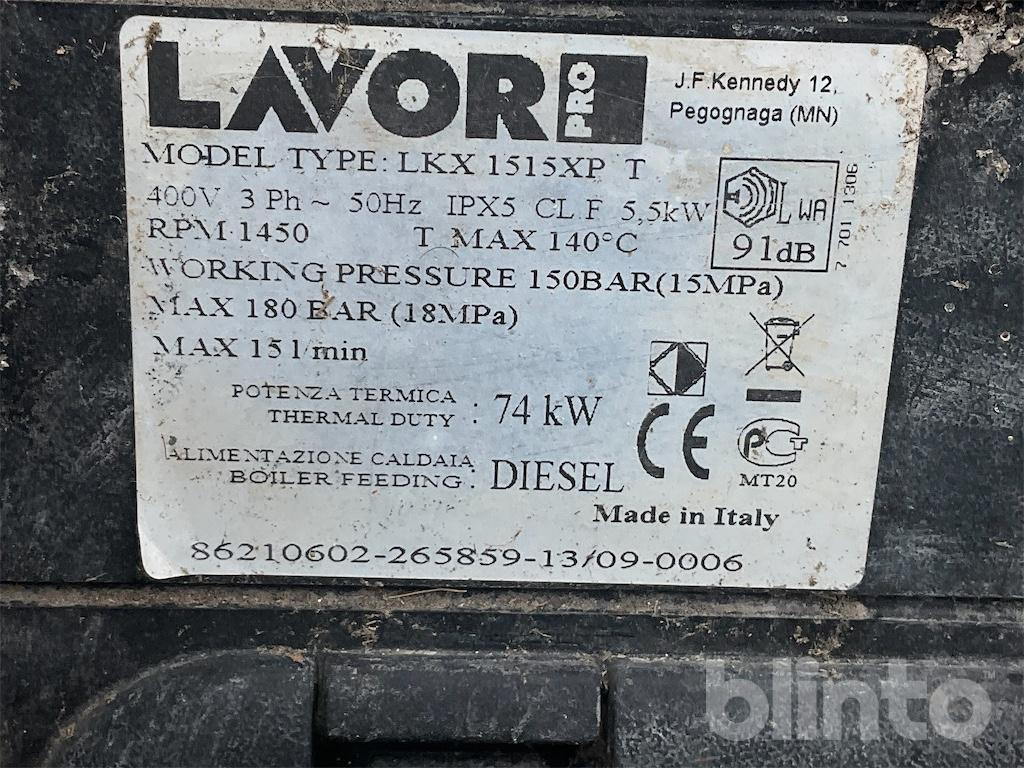 LAVOR PRO
J.F.Kennedy 12,
Pegognaga (MN)
MODEL TYPE: LKX 1515XP T
400V 3 Ph ~ 50Hz IPX5 CL F 5,5kW
RPM 1450 T MAX 140°C
LWA
91dB
7 701 1306
WORKING PRESSURE 150BAR(15MPa)
MAX 180 BAR (18MPa)
MAX 15 l/min
POTENZA TERMICA
THERMAL DUTY : 74 kW
ALIMENTAZIONE CALDAIA
BOILER FEEDING : DIESEL
CE
PCT
MT20
Made in Italy
86210602-265859-13/09-0006
blinto™